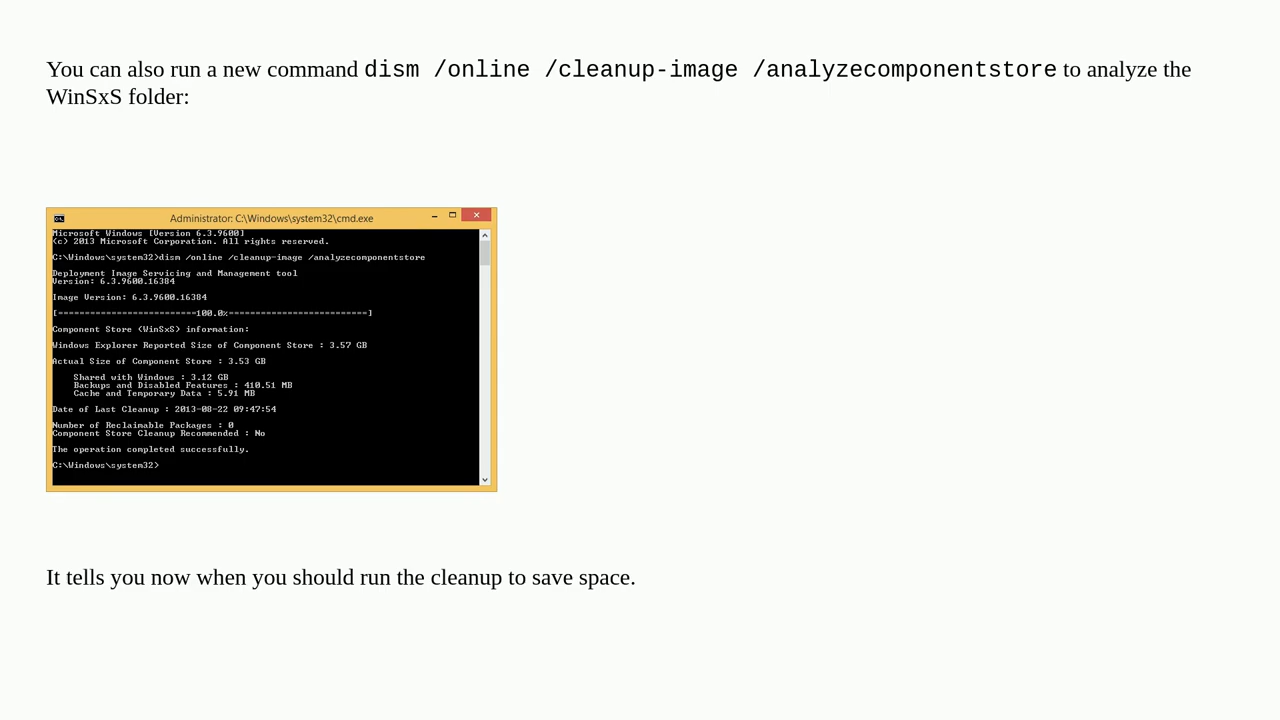 You can also run a new command dism /online /cleanup-image /analyzecomponentstore to analyze the
WinSxS folder:
Administrator: C:\Windows\system32\cmd.exe
Microsoft Windows [Version 6.3.9600]
(c) 2013 Microsoft Corporation. All rights reserved.
C:\Windows\system32>dism /online /cleanup-image /analyzecomponentstore
Deployment Image Servicing and Management tool
Version: 6.3.9600.16384
Image Version: 6.3.9600.16384
[==========================100.0%==========================]
Component Store (WinSxS) information:
Windows Explorer Reported Size of Component Store : 3.57 GB
Actual Size of Component Store : 3.53 GB
Shared with Windows : 3.12 GB
Backups and Disabled Features : 410.51 MB
Cache and Temporary Data : 5.91 MB
Date of Last Cleanup : 2013-08-22 09:47:54
Number of Reclaimable Packages : 0
Component Store Cleanup Recommended : No
The operation completed successfully.
C:\Windows\system32>
It tells you now when you should run the cleanup to save space.